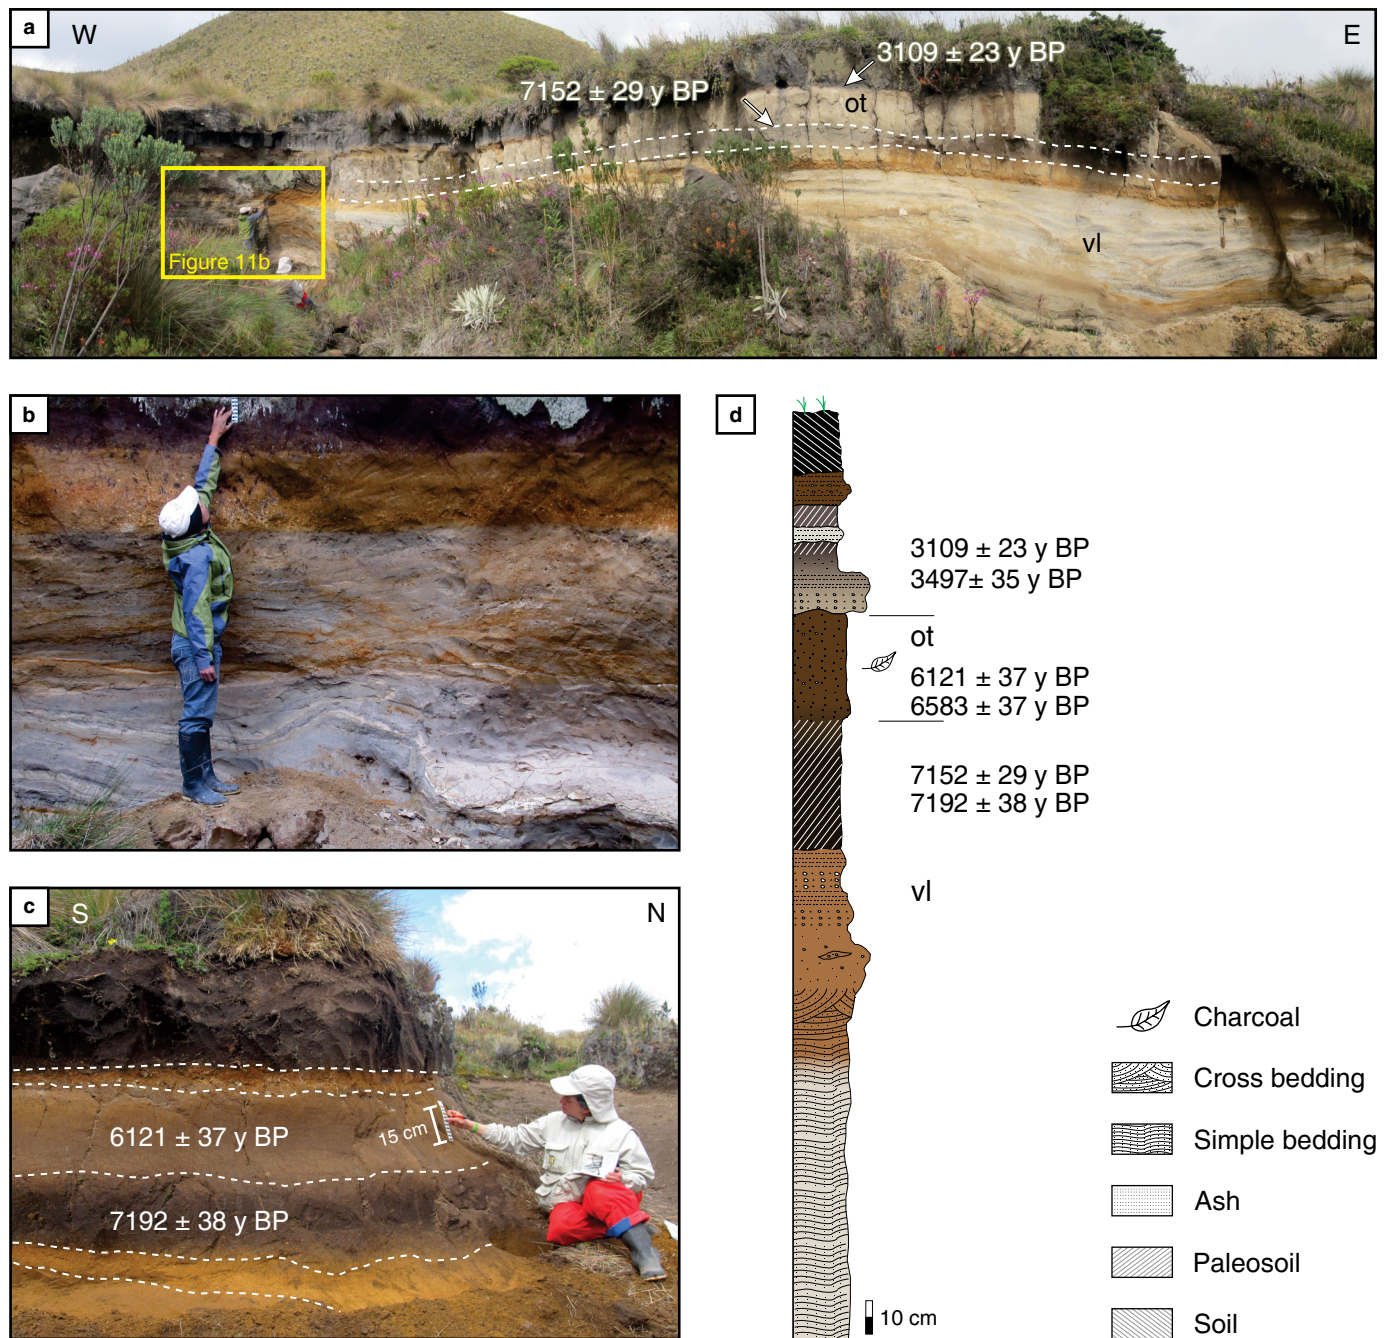 a
W
E
3109 ± 23 y BP
7152 ± 29 y BP
ot
vl
Figure 11b
b
c
S
N
6121 ± 37 y BP
15 cm
7192 ± 38 y BP
d
3109 ± 23 y BP
3497± 35 y BP
ot
6121 ± 37 y BP
6583 ± 37 y BP
7152 ± 29 y BP
7192 ± 38 y BP
vl
10 cm
Charcoal
Cross bedding
Simple bedding
Ash
Paleosoil
Soil